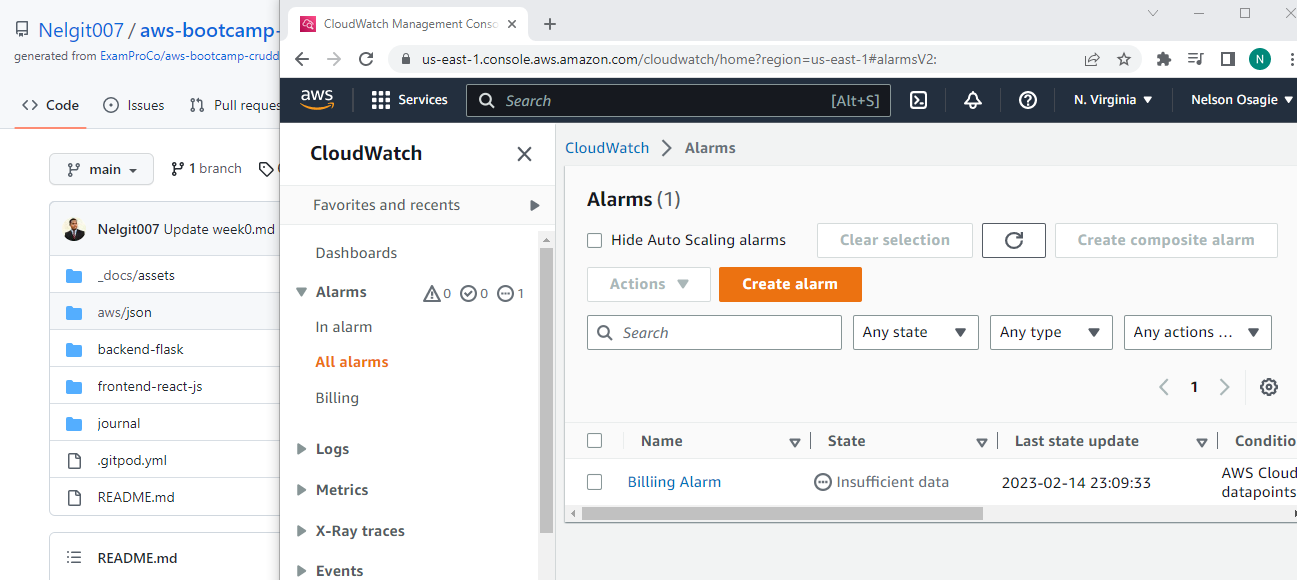 Nelgit007 / aws-bootcamp-
generated from ExamProCo/aws-bootcamp-crudd
Code Issues Pull reques
main 1 branch
Nelgit007 Update week0.md
_docs/assets
aws/json
backend-flask
frontend-react-js
journal
.gitpod.yml
README.md
README.md
CloudWatch Management Conso
us-east-1.console.aws.amazon.com/cloudwatch/home?region=us-east-1#alarmsV2:
N
aws Services Search [Alt+S] N. Virginia Nelson Osagie
CloudWatch
Favorites and recents
Dashboards
Alarms 0 0 1
In alarm
All alarms
Billing
Logs
Metrics
X-Ray traces
Events
CloudWatch Alarms
Alarms (1)
Hide Auto Scaling alarms Clear selection Create composite alarm
Actions Create alarm
Search Any state Any type Any actions ...
1
Name State Last state update Conditio
Billiing Alarm Insufficient data 2023-02-14 23:09:33 AWS Cloud
datapoints